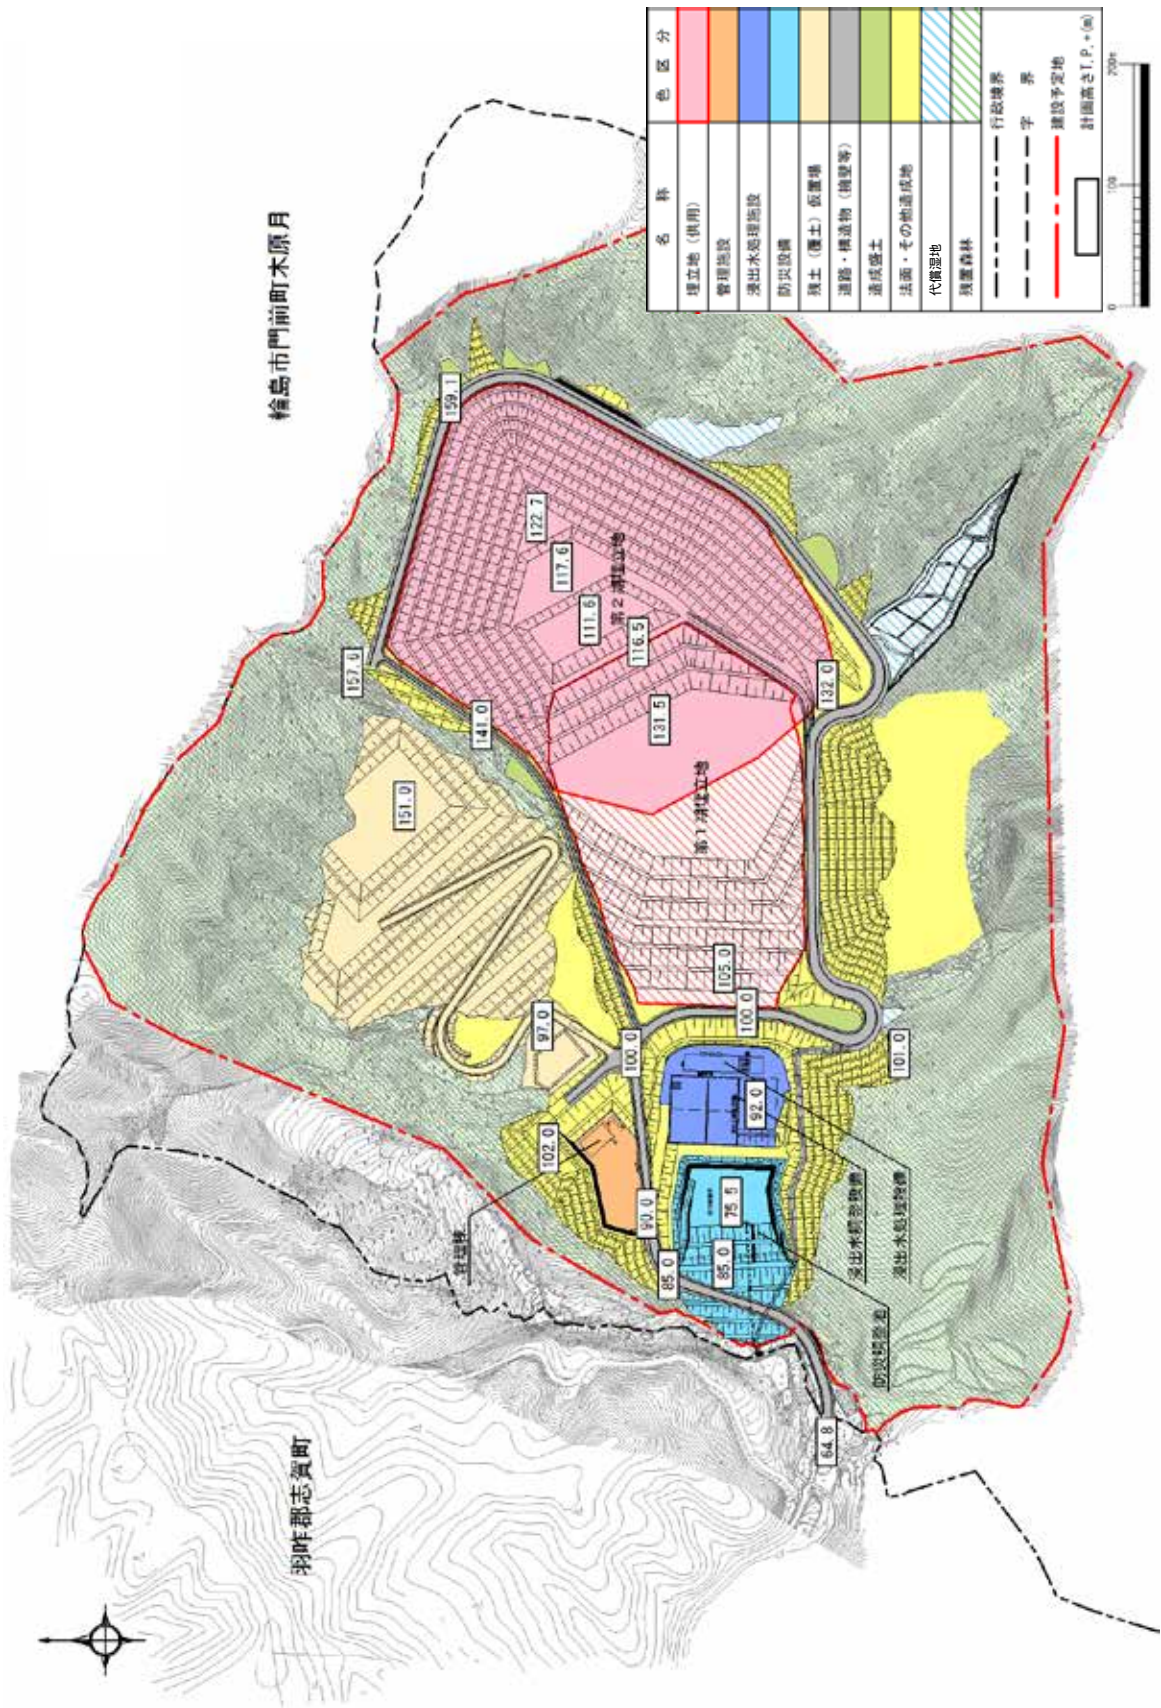 輪島市門前町木原月
羽咋郡志賀町
名　称
色 区 分
埋立地（供用）
管理施設
浸出水処理施設
防災設備
残土（覆土）仮置場
道路・構造物（擁壁等）
造成盛土
法面・その他造成地
代償湿地
残置森林
行政境界
字　界
建設予定地
計画高さT.P.+(m)
0
100
200m
159.1
157.6
122.7
117.6
111.6
第2期埋立地
116.5
141.0
131.5
132.0
151.0
第1期埋立地
105.0
100.0
97.0
100.0
101.0
102.0
92.0
90.0
75.5
85.0
85.0
64.8
管理棟
浸出水調整設備
浸出水処理設備
防災調整池